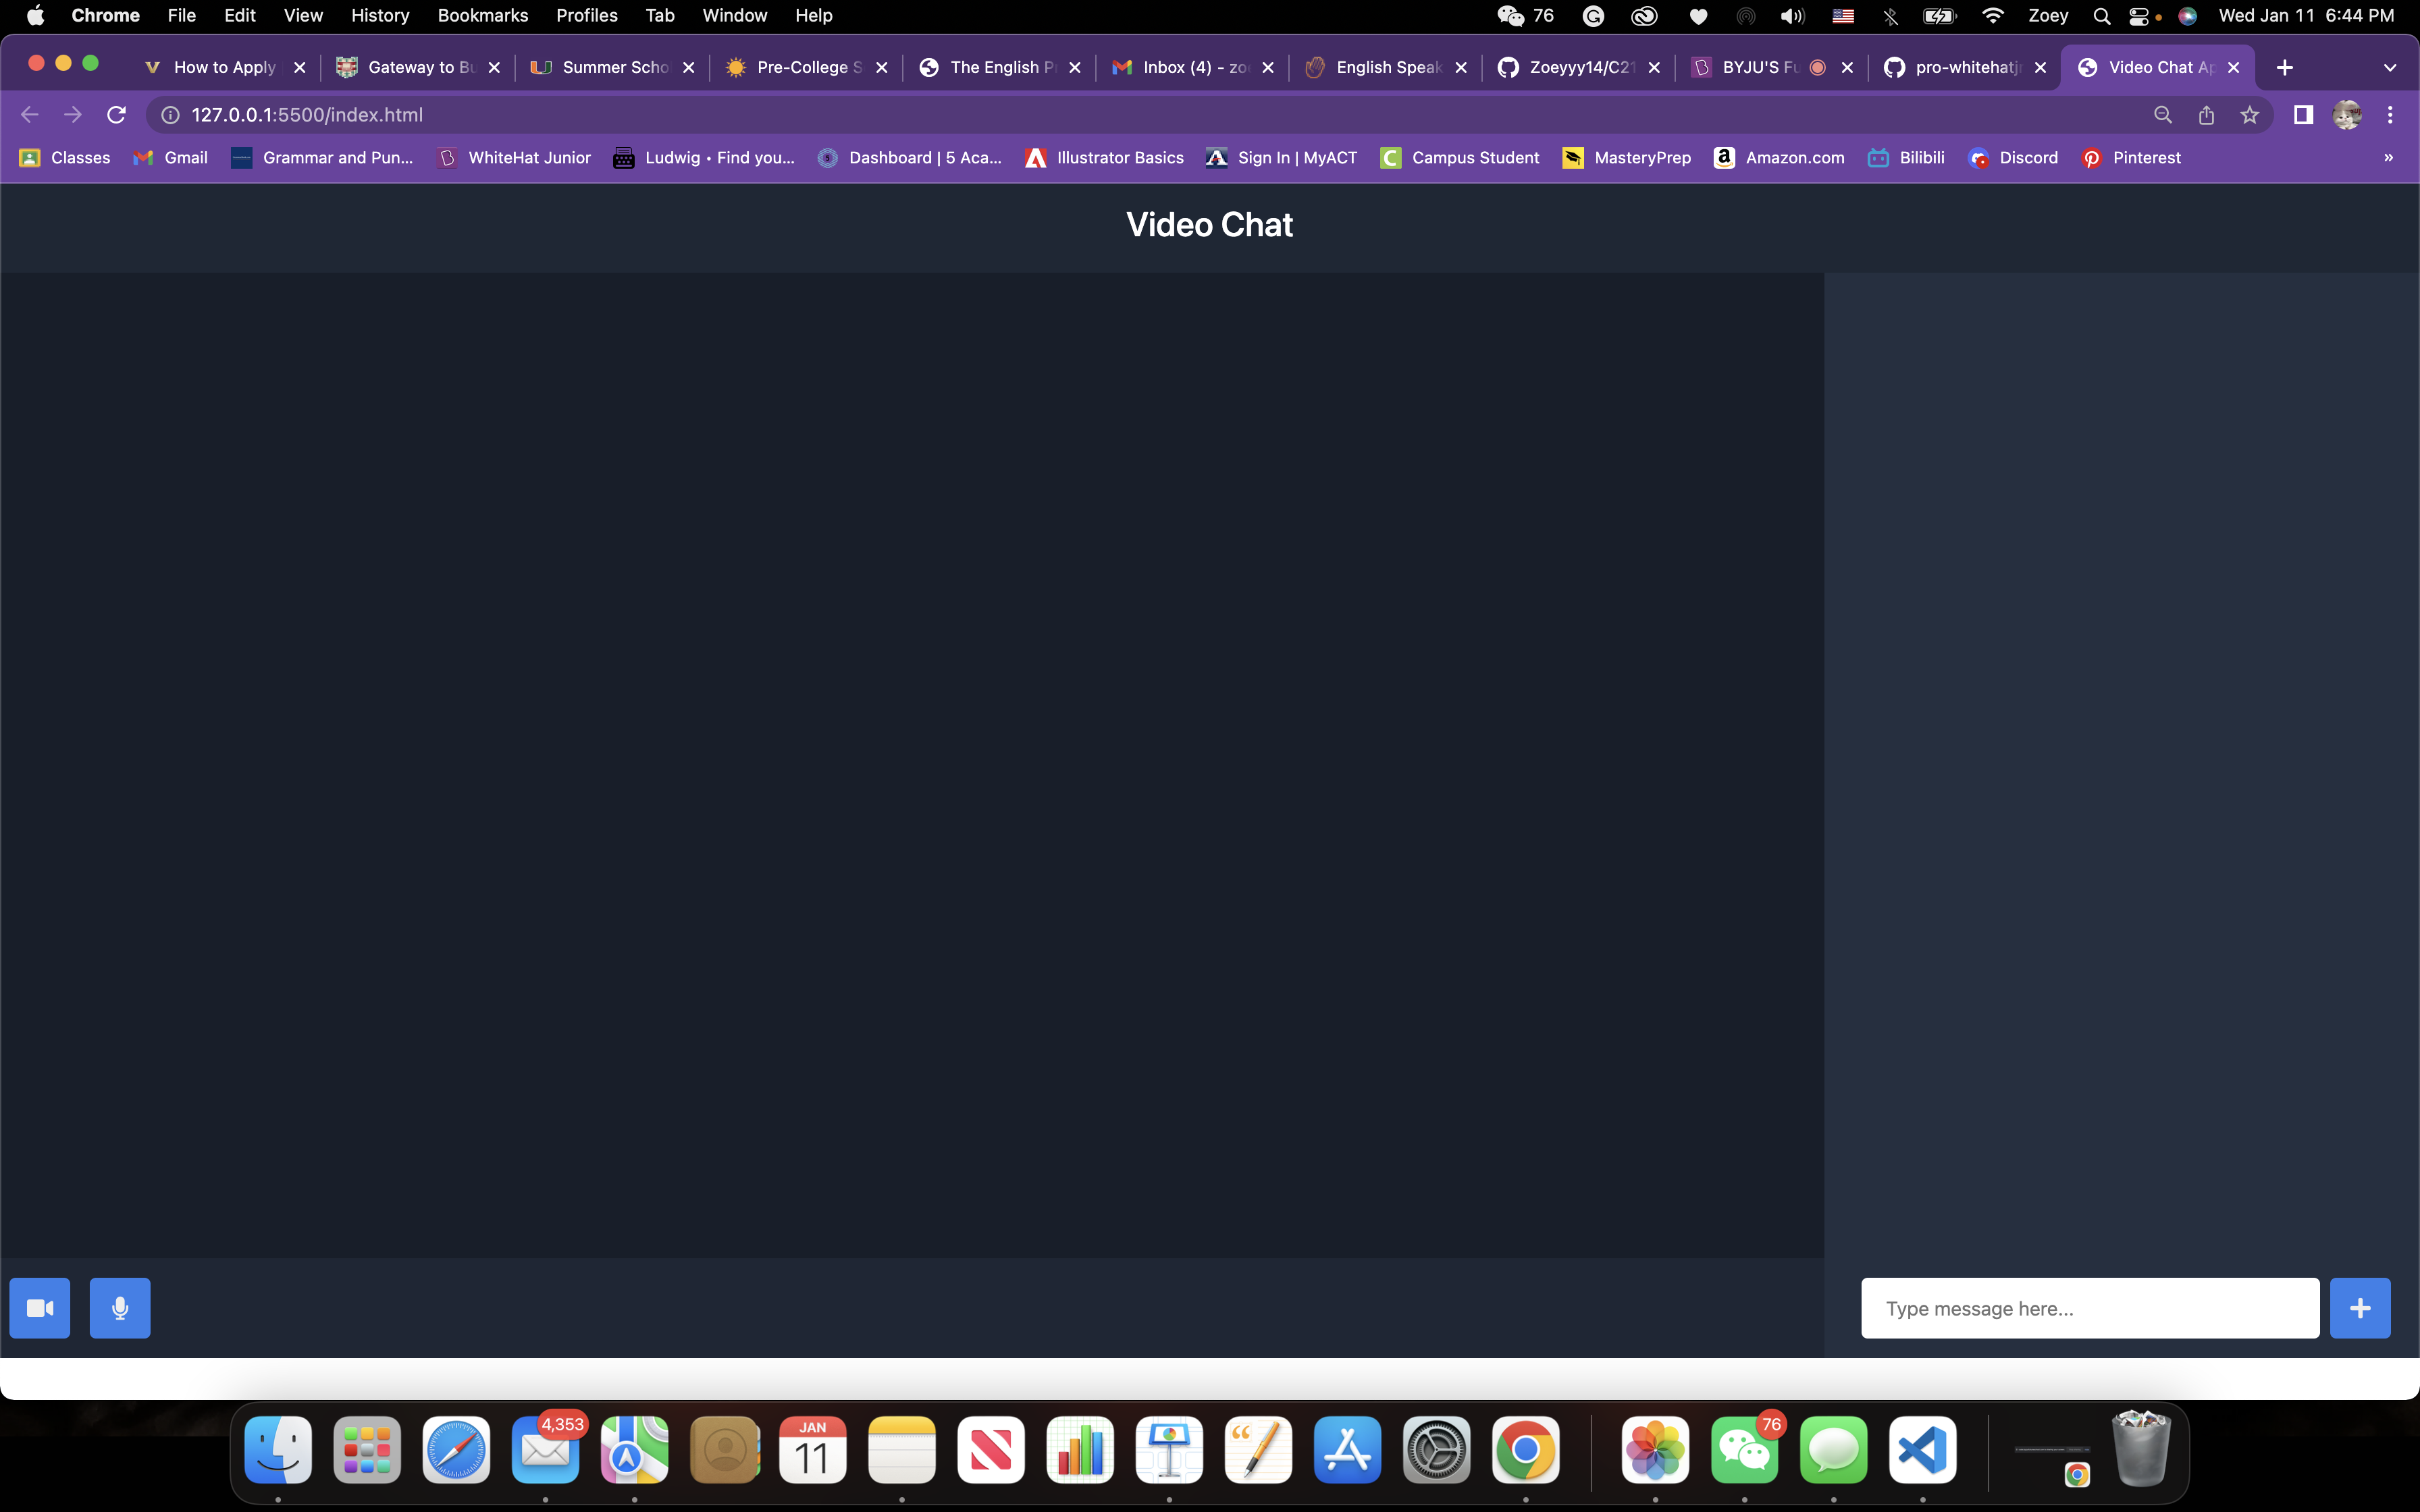 Chrome File Edit View History Bookmarks Profiles Tab Window Help 76 Zoey Wed Jan 11 6:44 PM
How to Apply Gateway to Bu Summer Scho Pre-College S The English P Inbox (4) - zo English Speak Zoeyyy14/C21 BYJU'S Fu pro-whitehatj Video Chat Ap
127.0.0.1:5500/index.html
Classes Gmail Grammar and Pun... WhiteHat Junior Ludwig • Find you... Dashboard | 5 Aca... Illustrator Basics Sign In | MyACT Campus Student MasteryPrep Amazon.com Bilibili Discord Pinterest »
Video Chat
Type message here...
4,353 JAN 76
11